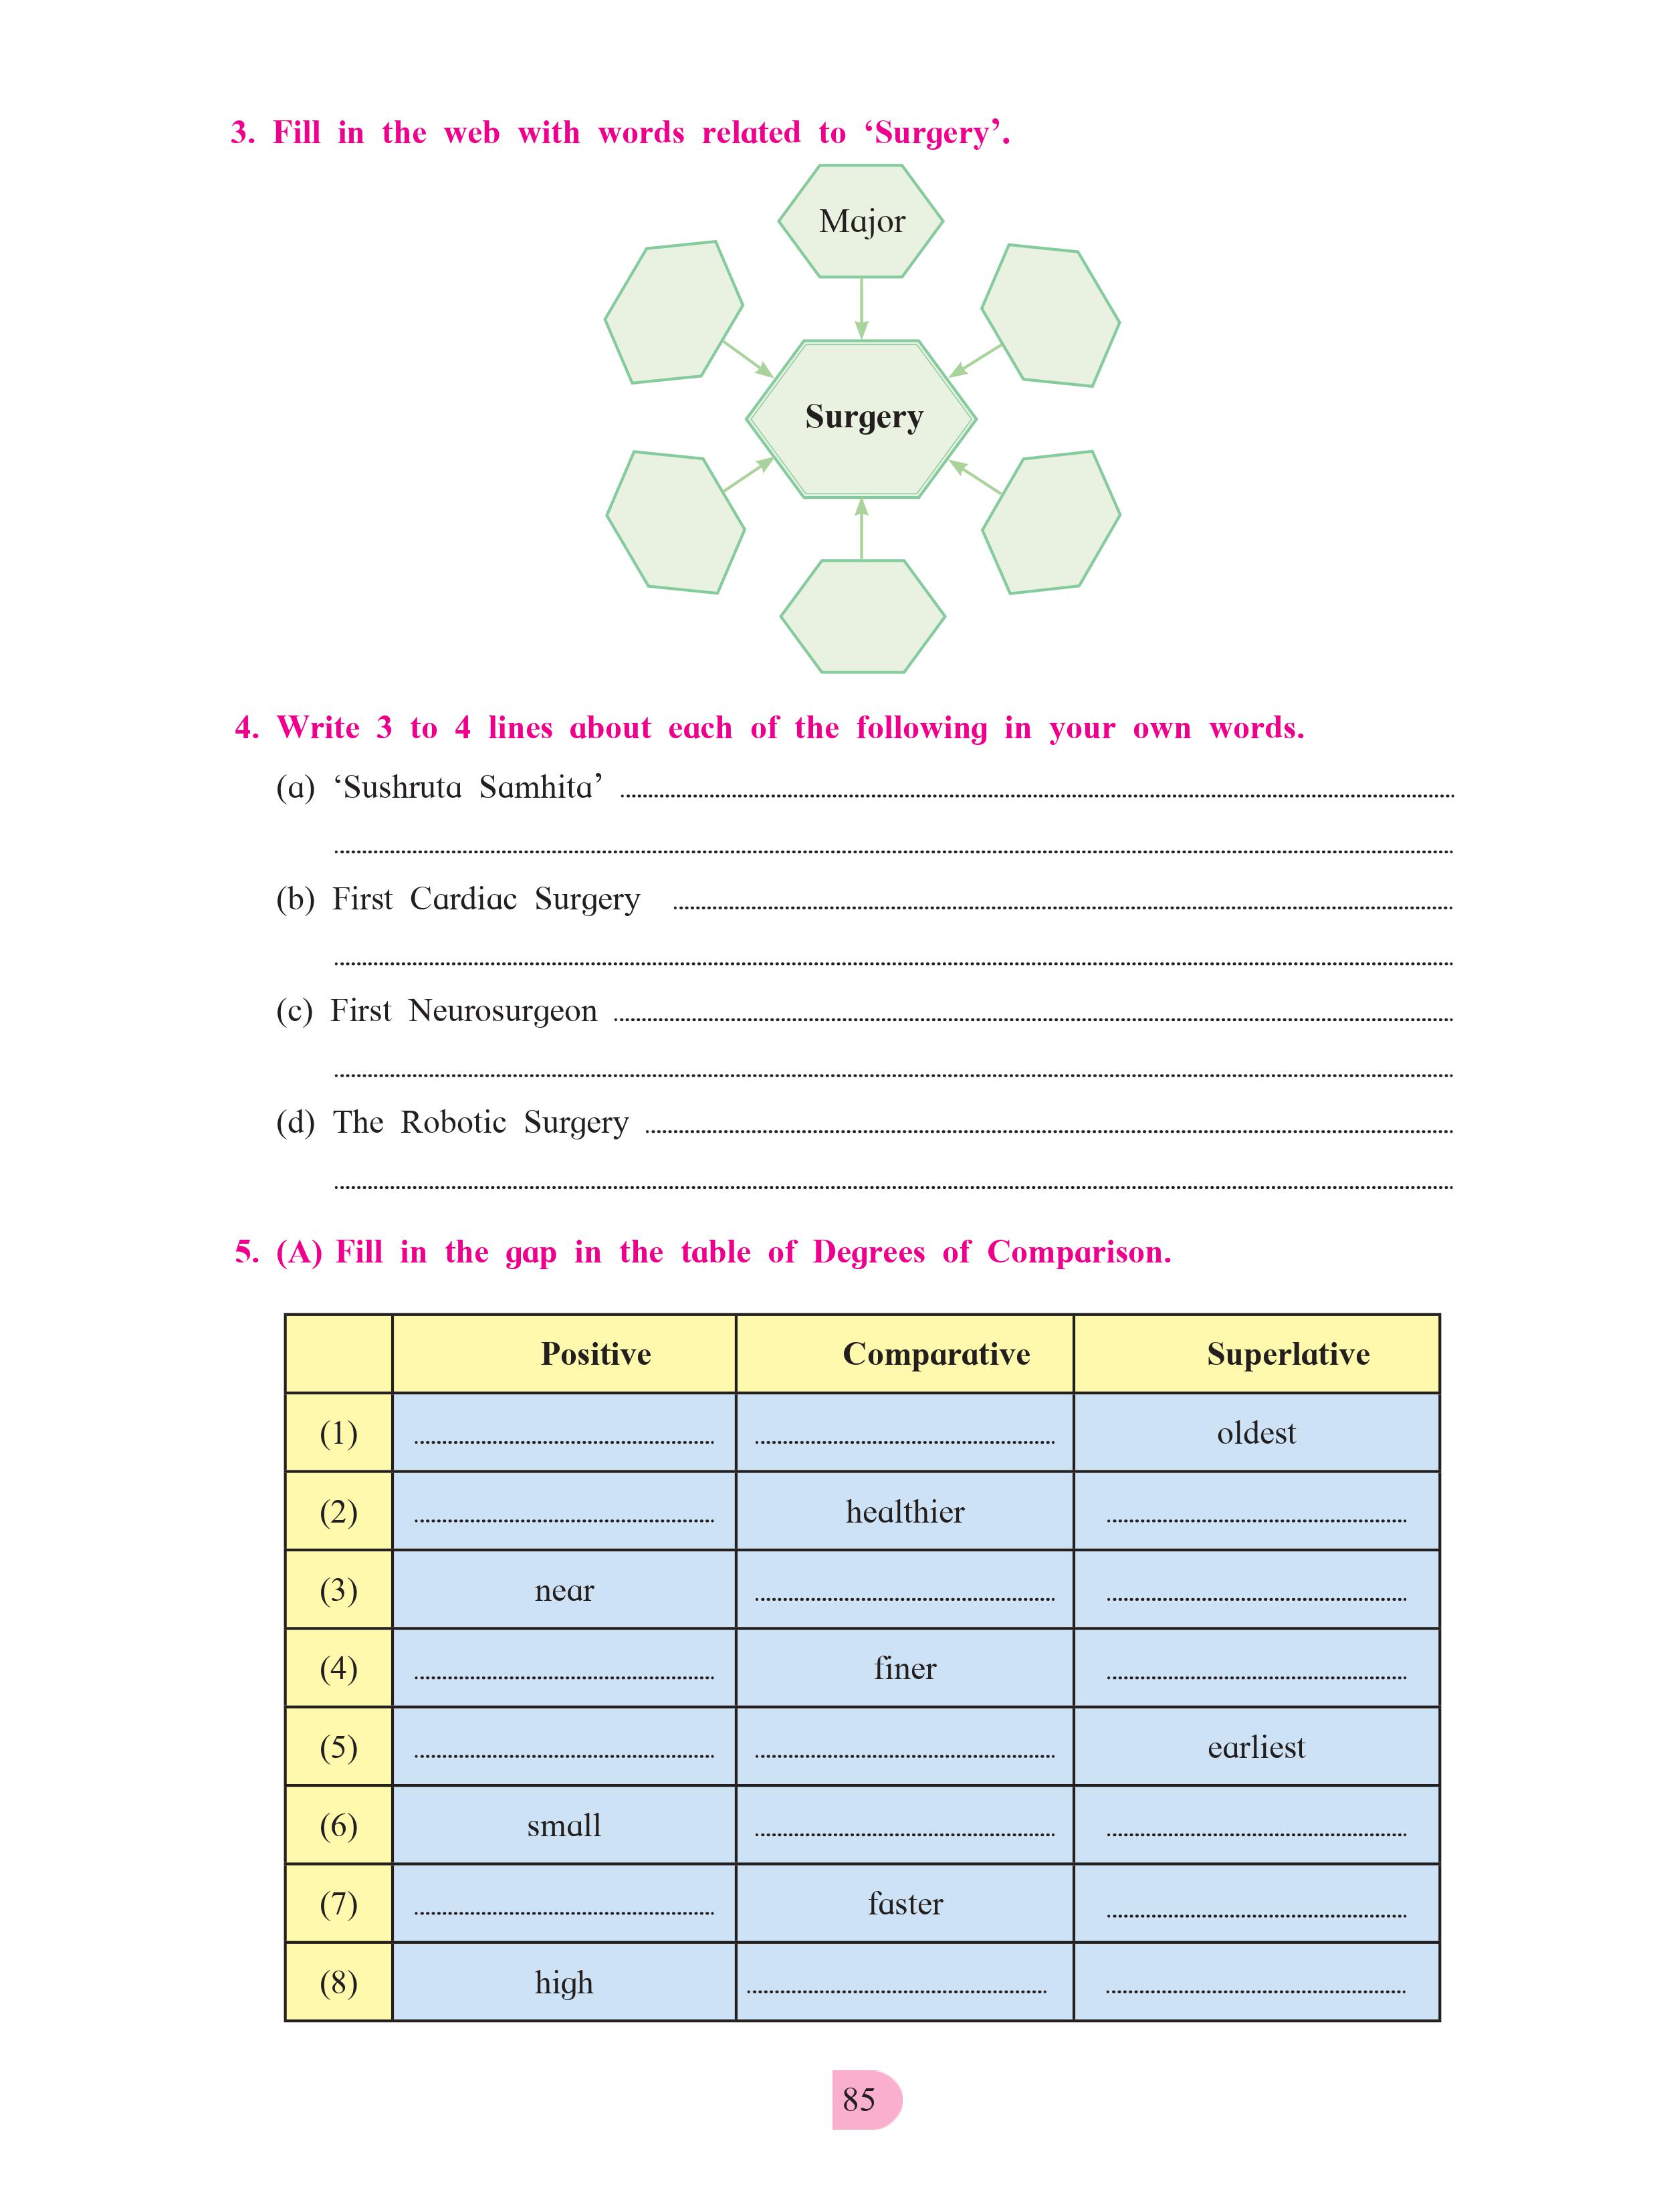 3. Fill in the web with words related to ‘Surgery’.
Major
Surgery
4. Write 3 to 4 lines about each of the following in your own words.
(a) ‘Sushruta Samhita’
(b) First Cardiac Surgery
(c) First Neurosurgeon
(d) The Robotic Surgery
5. (A) Fill in the gap in the table of Degrees of Comparison.
Positive Comparative Superlative
(1) oldest
(2) healthier
(3) near
(4) finer
(5) earliest
(6) small
(7) faster
(8) high
85